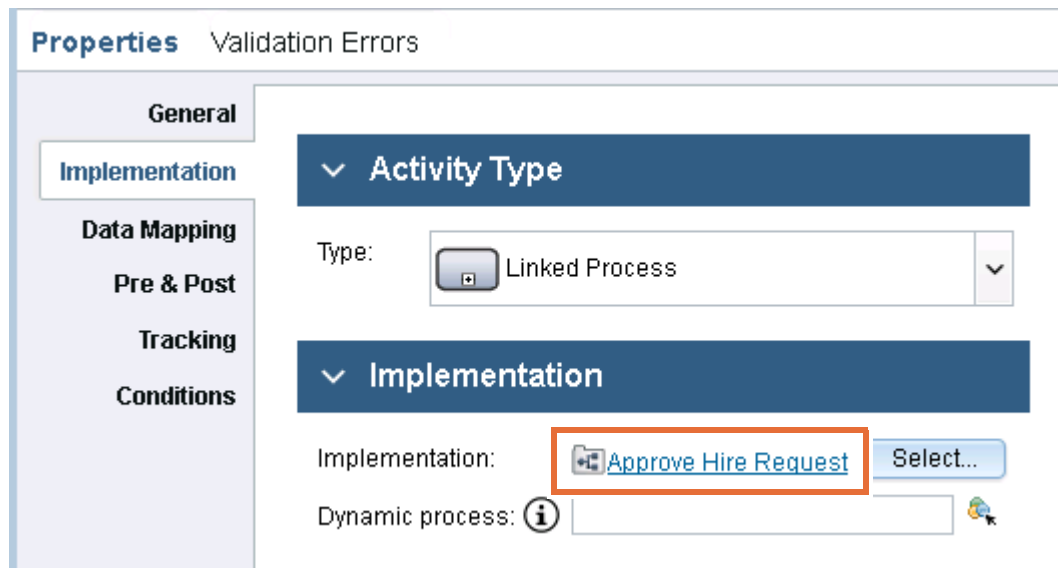 Properties Validation Errors
General
Implementation
Data Mapping
Pre & Post
Tracking
Conditions
Activity Type
Type: Linked Process
Implementation
Implementation: Approve Hire Request Select...
Dynamic process: